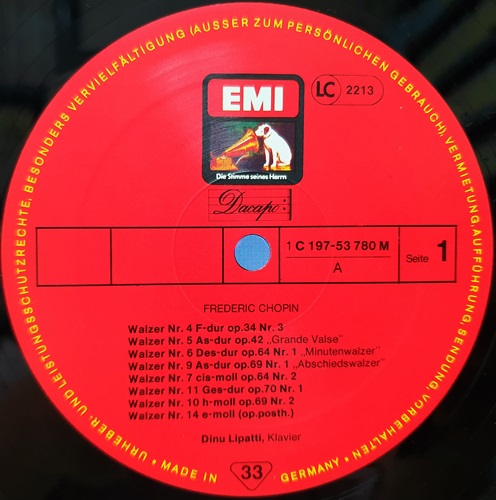 URHEBER- UND LEISTUNGSSCHUTZRECHTE, BESONDERS VERVIELFÄLTIGUNG (AUSSER ZUM PERSÖNLICHEN GEBRAUCH), VERMIETUNG, AUFFÜHRUNG, SENDUNG, VORBEHALTEN
EMI
LC 2213
Die Stimme seines Herrn
Dacapo
1 C 197-53 780 M
A
Seite 1
FREDERIC CHOPIN
Walzer Nr. 4 F-dur op.34 Nr. 3
Walzer Nr. 5 As-dur op.42 „Grande Valse”
Walzer Nr. 6 Des-dur op.64 Nr. 1 „Minutenwalzer”
Walzer Nr. 9 As-dur op.69 Nr. 1 „Abschiedswalzer”
Walzer Nr. 7 cis-moll op.64 Nr. 2
Walzer Nr. 11 Ges-dur op.70 Nr. 1
Walzer Nr. 10 h-moll op.69 Nr. 2
Walzer Nr. 14 e-moll (op.posth.)
Dinu Lipatti, Klavier
MADE IN GERMANY
33